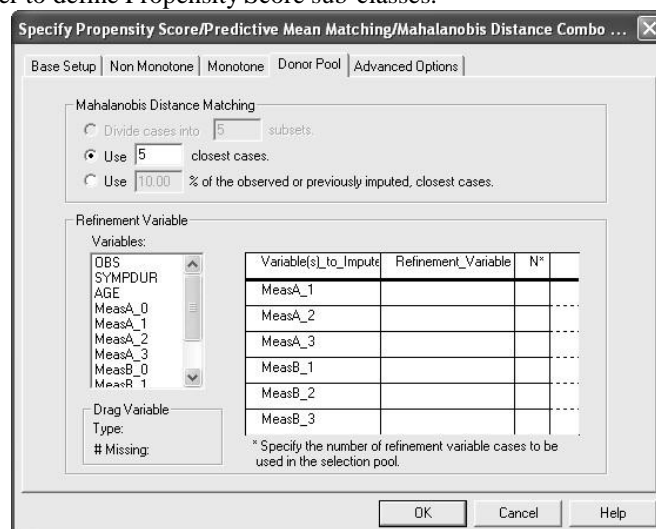 er to define Propensity Score sub-classes.
Specify Propensity Score/Predictive Mean Matching/Mahalanobis Distance Combo ...
Base Setup Non Monotone Monotone Donor Pool Advanced Options
Mahalanobis Distance Matching
Divide cases into 5 subsets.
Use 5 closest cases.
Use 10.00 % of the observed or previously imputed, closest cases.
Refinement Variable
Variables:
OBS
SYMPDUR
AGE
MeasA_0
MeasA_1
MeasA_2
MeasA_3
MeasB_0
MeasB_1
Drag Variable
Type:
# Missing:
Variable(s)_to_Impute Refinement_Variable N*
MeasA_1
MeasA_2
MeasA_3
MeasB_1
MeasB_2
MeasB_3
* Specify the number of refinement variable cases to be
used in the selection pool.
OK Cancel Help